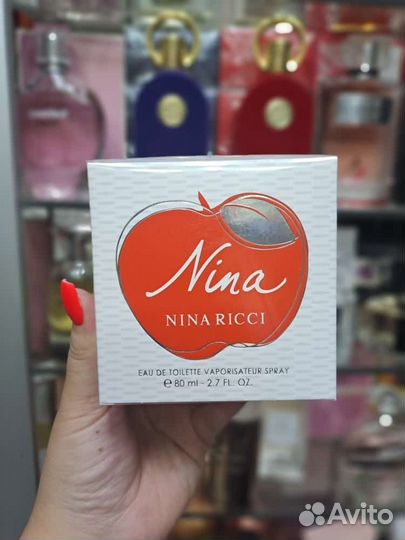 Nina
NINA RICCI
EAU DE TOILETTE VAPORISATEUR SPRAY
℮ 80 ml - 2.7 FL. OZ.
Avito